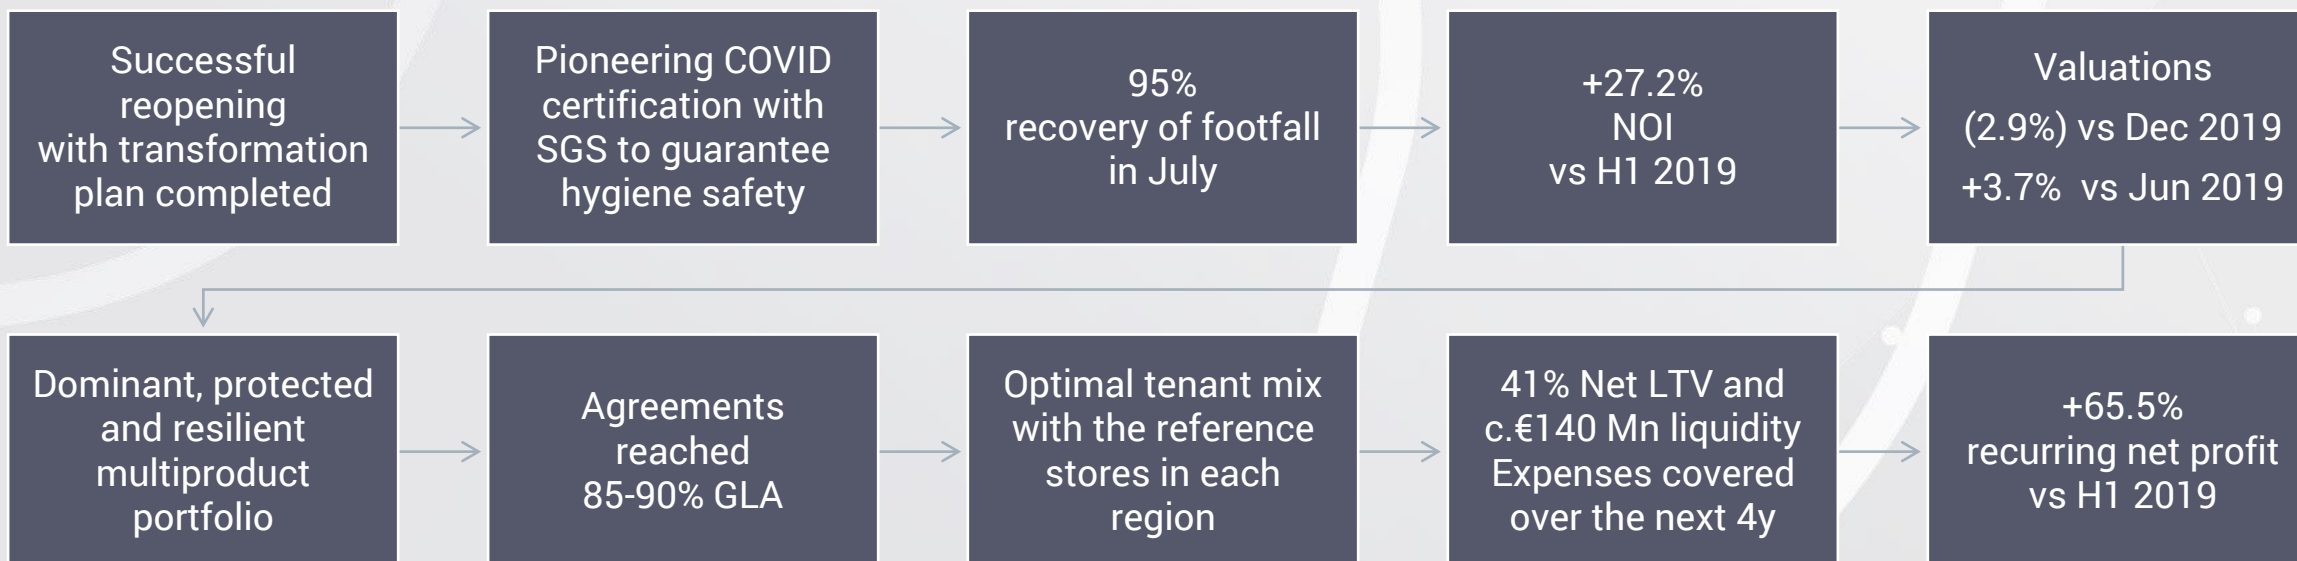 Successful
reopening
with transformation
plan completed
Pioneering COVID
certification with
SGS to guarantee
hygiene safety
95%
recovery of footfall
in July
+27.2%
NOI
vs H1 2019
Valuations
(2.9%) vs Dec 2019
+3.7% vs Jun 2019
Dominant, protected
and resilient
multiproduct
portfolio
Agreements
reached
85-90% GLA
Optimal tenant mix
with the reference
stores in each
region
41% Net LTV and
c.€140 Mn liquidity
Expenses covered
over the next 4y
+65.5%
recurring net profit
vs H1 2019